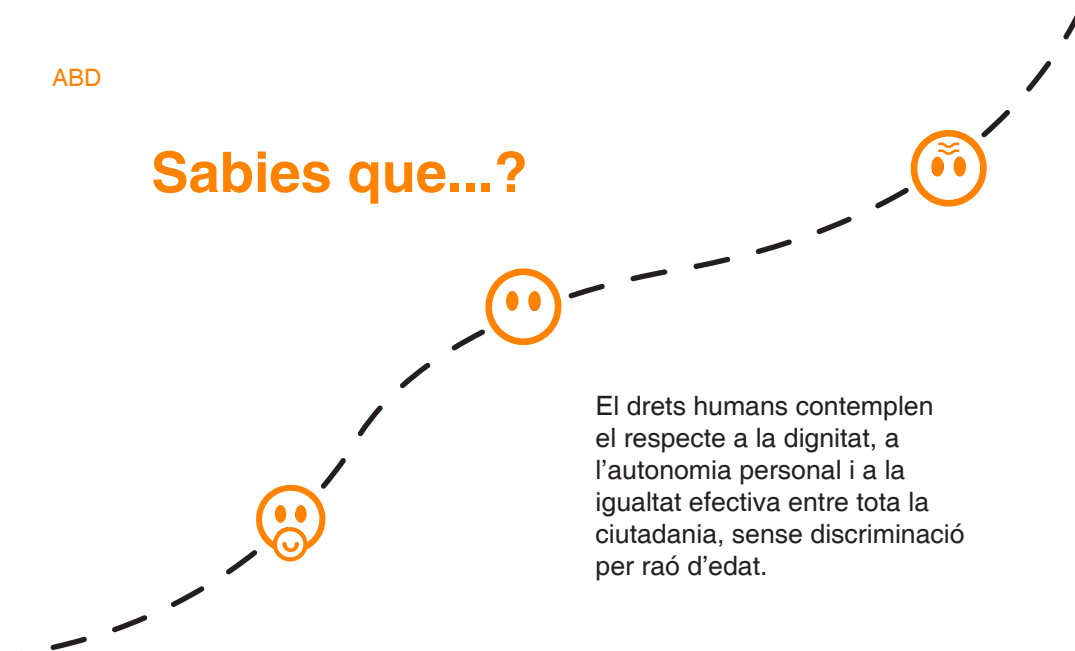 ABD
Sabies que...?
El drets humans contemplen
el respecte a la dignitat, a
l’autonomia personal i a la
igualtat efectiva entre tota la
ciutadania, sense discriminació
per raó d’edat.